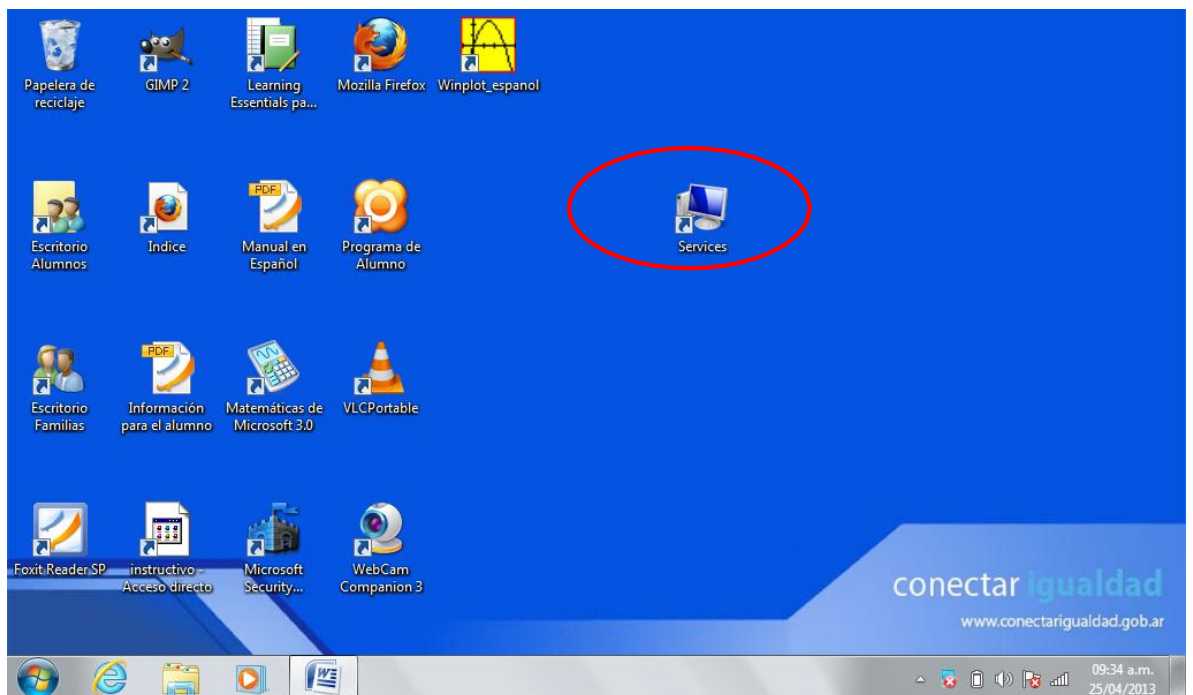 Papelera de
reciclaje
GIMP 2
Learning
Essentials pa...
Mozilla Firefox
Winplot_espanol
Escritorio
Alumnos
Indice
PDF
Manual en
Español
Programa de
Alumno
Services
Escritorio
Familias
PDF
Información
para el alumno
Matemáticas de
Microsoft 3.0
VLCPortable
Foxit Reader SP
instructivo -
Acceso directo
Microsoft
Security...
WebCam
Companion 3
conectar igualdad
www.conectarigualdad.gob.ar
W
09:34 a.m.
25/04/2013